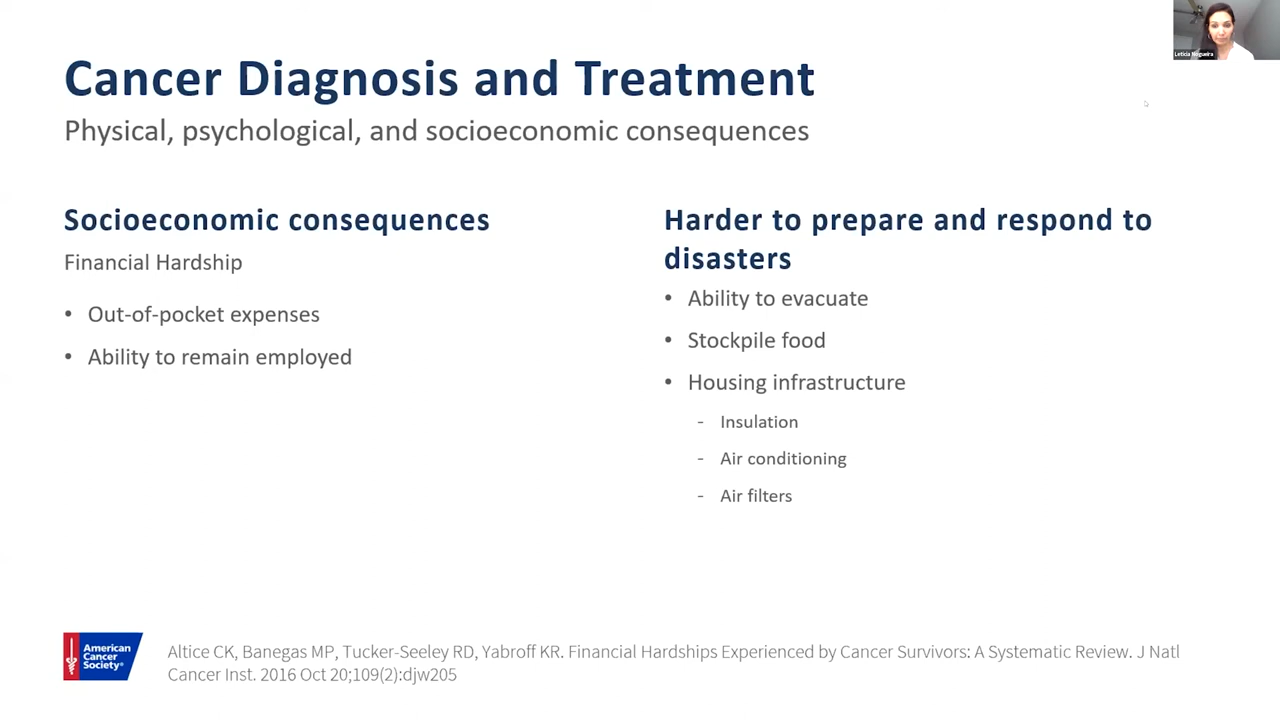 Cancer Diagnosis and Treatment
Physical, psychological, and socioeconomic consequences
Socioeconomic consequences
Financial Hardship
• Out-of-pocket expenses
• Ability to remain employed
Harder to prepare and respond to
disasters
• Ability to evacuate
• Stockpile food
• Housing infrastructure
- Insulation
- Air conditioning
- Air filters
American
Cancer
Society®
Altice CK, Banegas MP, Tucker-Seeley RD, Yabroff KR. Financial Hardships Experienced by Cancer Survivors: A Systematic Review. J Natl
Cancer Inst. 2016 Oct 20;109(2):djw205
Leticia Nogueira